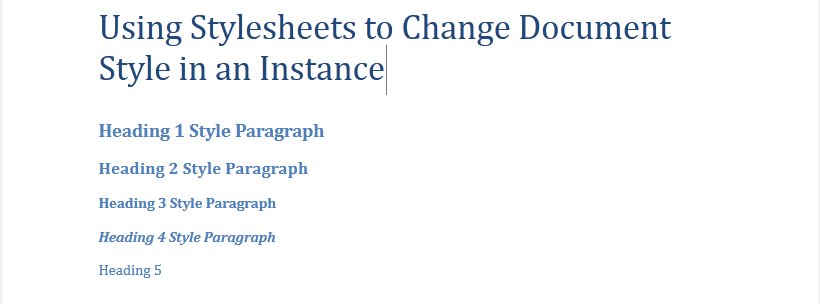 Using Stylesheets to Change Document
Style in an Instance
Heading 1 Style Paragraph
Heading 2 Style Paragraph
Heading 3 Style Paragraph
Heading 4 Style Paragraph
Heading 5